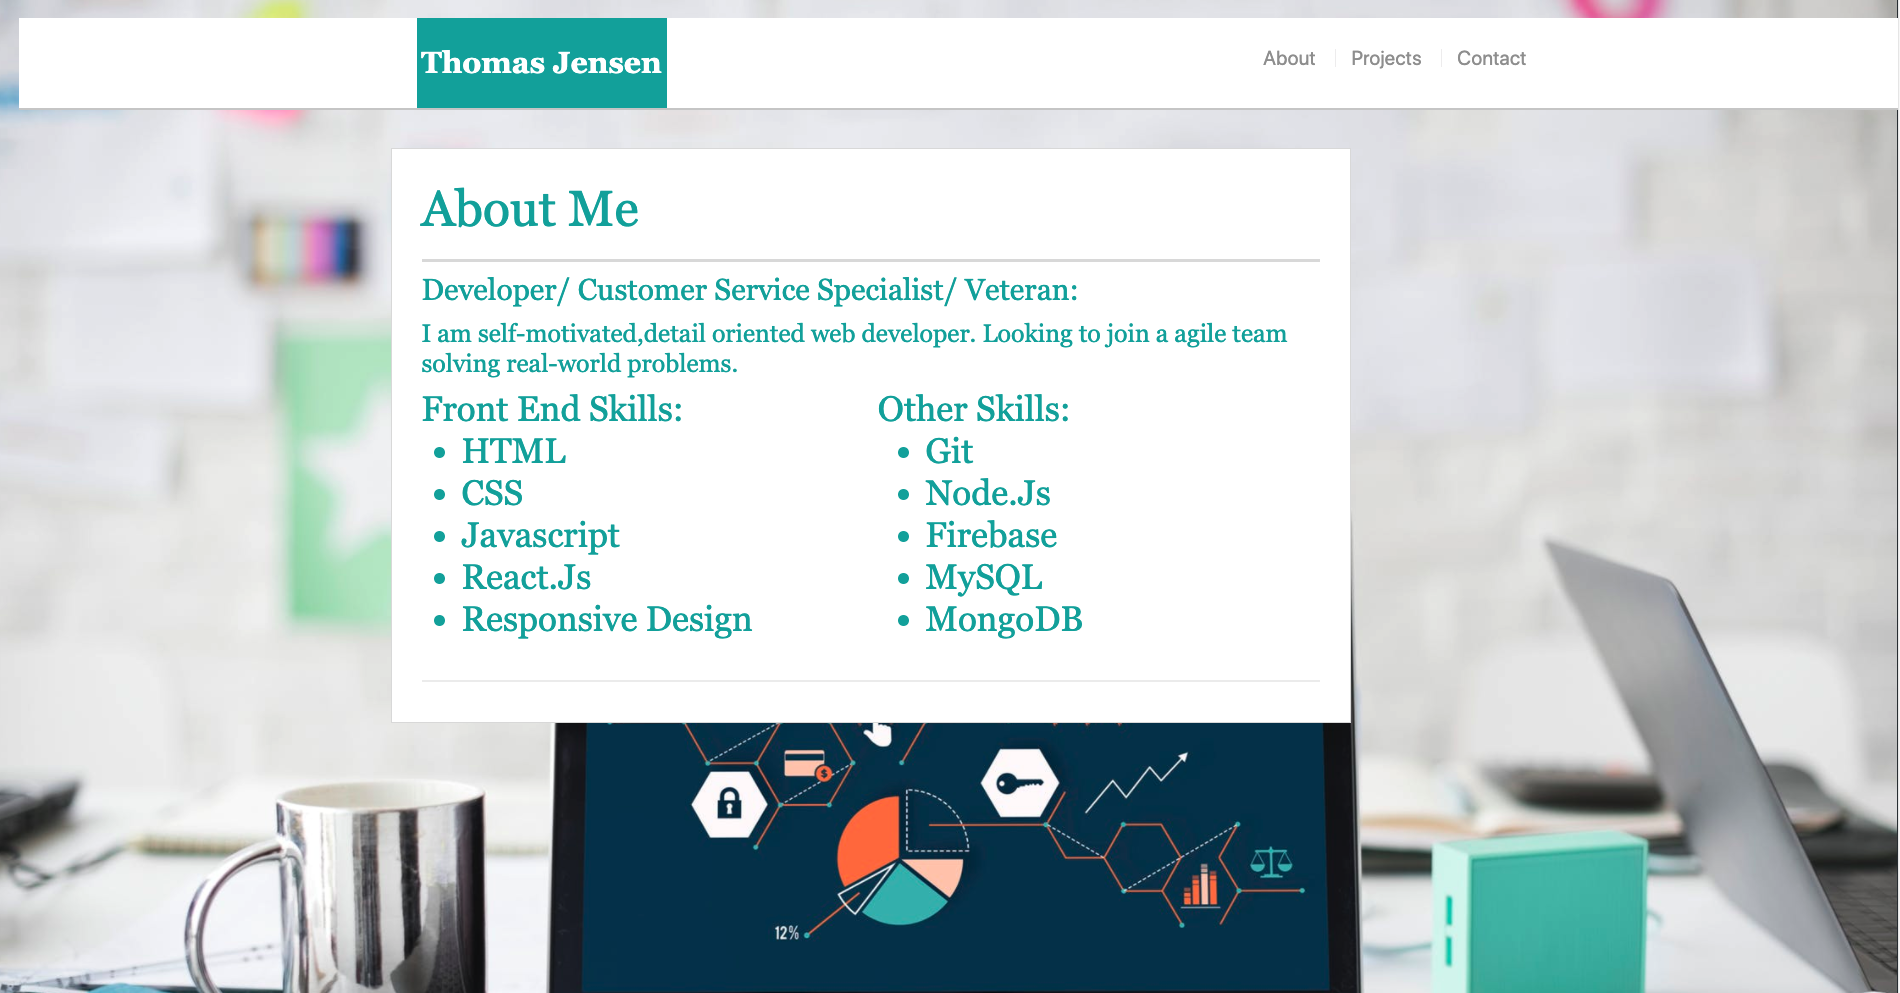 Thomas Jensen
About
Projects
Contact
About Me
Developer/ Customer Service Specialist/ Veteran:
I am self-motivated,detail oriented web developer. Looking to join a agile team
solving real-world problems.
Front End Skills:
HTML
CSS
Javascript
React.Js
Responsive Design
Other Skills:
Git
Node.Js
Firebase
MySQL
MongoDB
12%